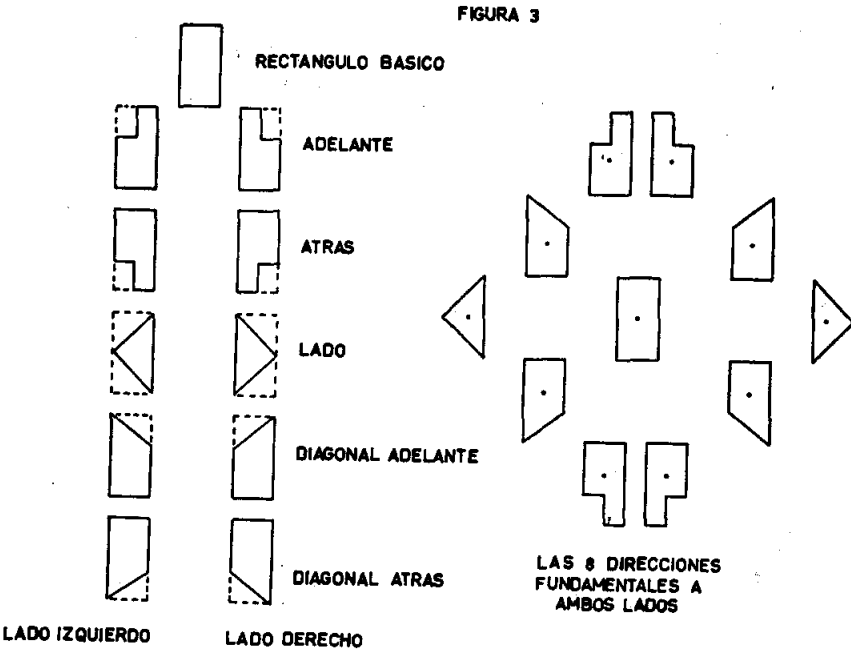 FIGURA 3
RECTANGULO BASICO
ADELANTE
ATRAS
LADO
DIAGONAL ADELANTE
DIAGONAL ATRAS
LADO IZQUIERDO
LADO DERECHO
LAS 8 DIRECCIONES
FUNDAMENTALES A
AMBOS LADOS